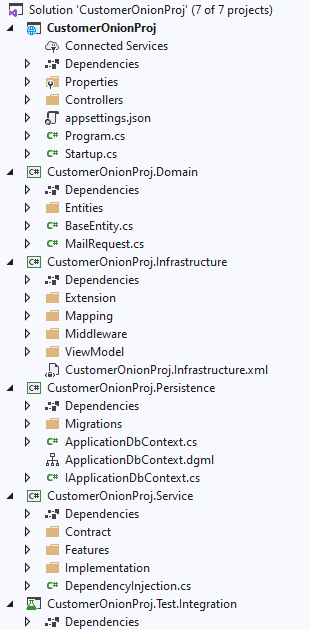 Solution 'CustomerOnionProj' (7 of 7 projects)
CustomerOnionProj
Connected Services
Dependencies
Properties
Controllers
appsettings.json
Program.cs
Startup.cs
C# CustomerOnionProj.Domain
Dependencies
Entities
C# BaseEntity.cs
C# MailRequest.cs
C# CustomerOnionProj.Infrastructure
Dependencies
Extension
Mapping
Middleware
ViewModel
CustomerOnionProj.Infrastructure.xml
C# CustomerOnionProj.Persistence
Dependencies
Migrations
C# ApplicationDbContext.cs
ApplicationDbContext.dgml
C# IApplicationDbContext.cs
C# CustomerOnionProj.Service
Dependencies
Contract
Features
Implementation
C# DependencyInjection.cs
CustomerOnionProj.Test.Integration
Dependencies